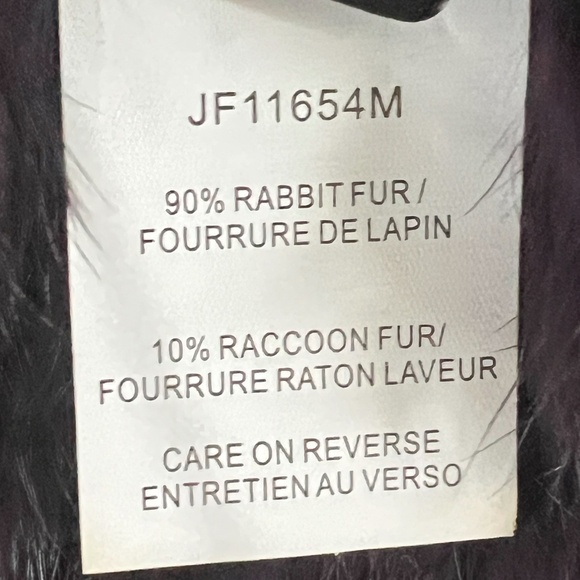 JF11654M
90% RABBIT FUR /
FOURRURE DE LAPIN
10% RACCOON FUR/
FOURRURE RATON LAVEUR
CARE ON REVERSE
ENTRETIEN AU VERSO